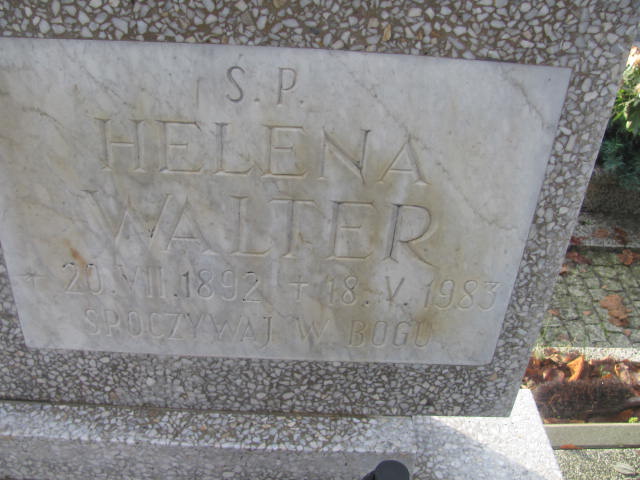 Ś.P.
HELENA
WALTER
* 20.VII.1892 + 18.V.1983
SPOCZYWAJ W BOGU